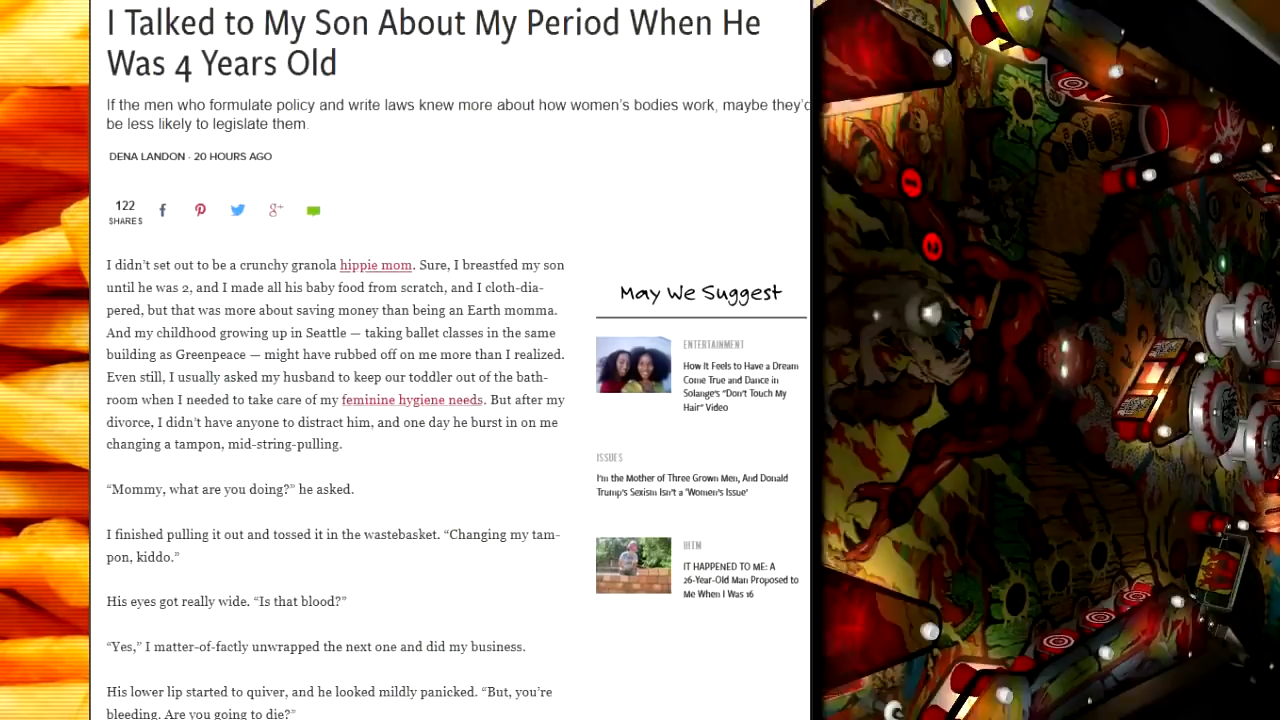 I Talked to My Son About My Period When He
Was 4 Years Old
If the men who formulate policy and write laws knew more about how women's bodies work, maybe they'd
be less likely to legislate them.
DENA LANDON · 20 HOURS AGO
122
SHARES
I didn't set out to be a crunchy granola hippie mom. Sure, I breastfed my son
until he was 2, and I made all his baby food from scratch, and I cloth-dia-
pered, but that was more about saving money than being an Earth momma.
And my childhood growing up in Seattle — taking ballet classes in the same
building as Greenpeace — might have rubbed off on me more than I realized.
Even still, I usually asked my husband to keep our toddler out of the bath-
room when I needed to take care of my feminine hygiene needs. But after my
divorce, I didn't have anyone to distract him, and one day he burst in on me
changing a tampon, mid-string-pulling.
“Mommy, what are you doing?” he asked.
I finished pulling it out and tossed it in the wastebasket. “Changing my tam-
pon, kiddo.”
His eyes got really wide. “Is that blood?”
“Yes,” I matter-of-factly unwrapped the next one and did my business.
His lower lip started to quiver, and he looked mildly panicked. “But, you're
bleeding. Are you going to die?”
May We Suggest
ENTERTAINMENT
How It Feels to Have a Dream
Come True and Dance in
Solange's "Don't Touch My
Hair" Video
ISSUES
I'm the Mother of Three Grown Men, And Donald
Trump's Sexism Isn't a 'Women's Issue'
IHTM
IT HAPPENED TO ME: A
26-Year-Old Man Proposed to
Me When I Was 16